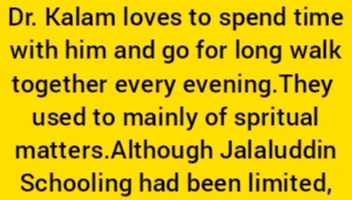 Dr. Kalam loves to spend time
with him and go for long walk
together every evening.They
used to mainly of spritual
matters.Although Jalaluddin
Schooling had been limited,